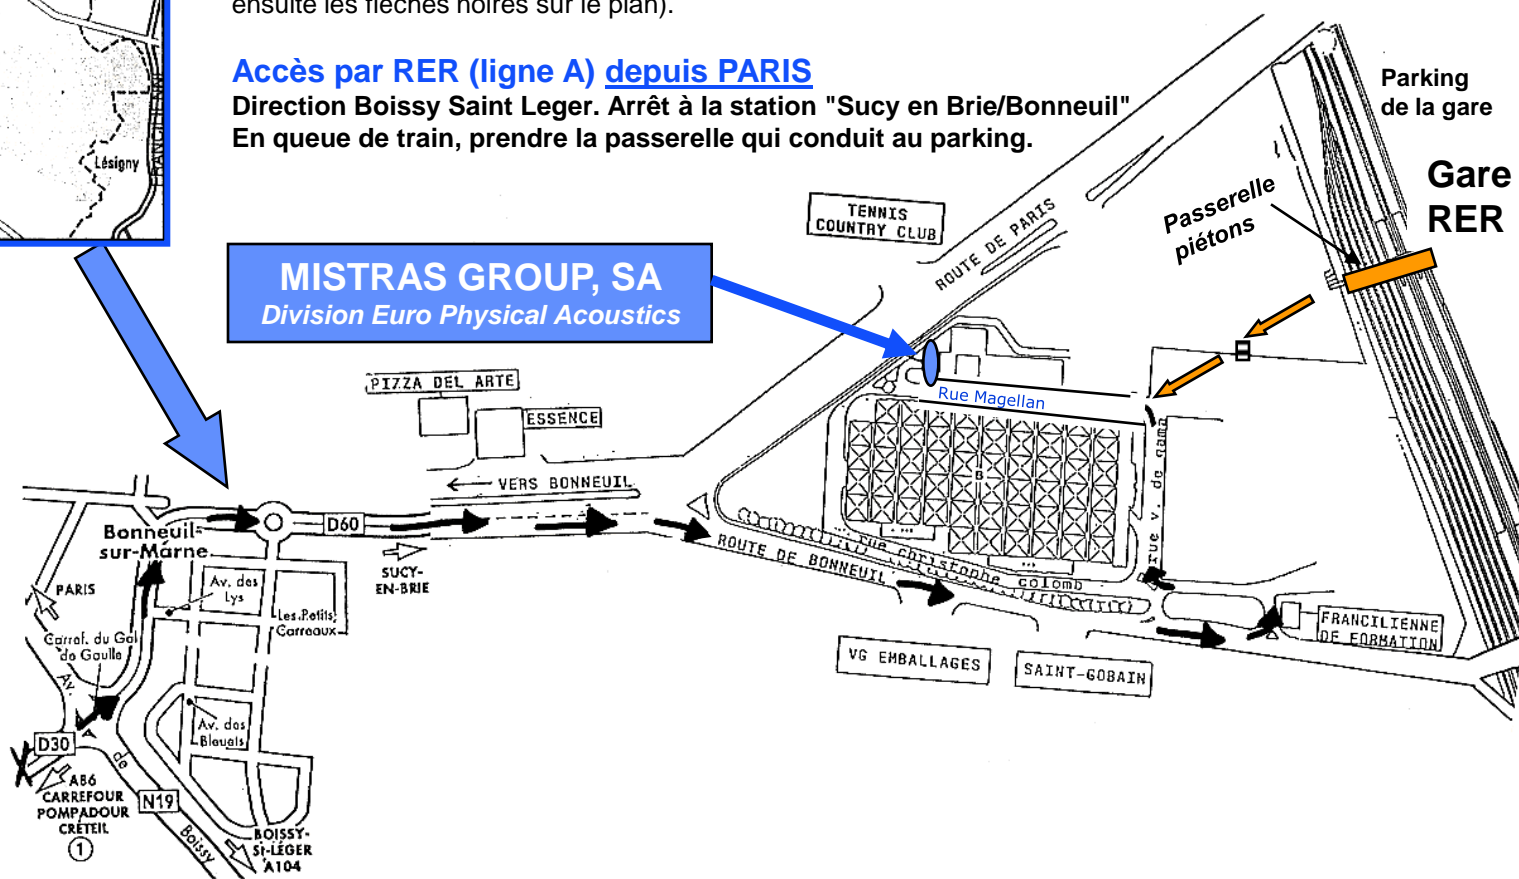 ensuite les flèches noires sur le plan).
Accès par RER (ligne A) depuis PARIS
Direction Boissy Saint Leger. Arrêt à la station "Sucy en Brie/Bonneuil"
En queue de train, prendre la passerelle qui conduit au parking.
Lésigny
Parking
de la gare
Gare
RER
Passerelle
piétons
TENNIS
COUNTRY CLUB
ROUTE DE PARIS
MISTRAS GROUP, SA
Division Euro Physical Acoustics
PIZZA DEL ARTE
ESSENCE
Rue Magellan
B
rue v. de gama
VERS BONNEUIL
D60
Bonneuil-
sur-Marne
SUCY-
EN-BRIE
ROUTE DE BONNEUIL
rue christophe colomb
PARIS
Av. des
Lys
Les Petits
Carreaux
Carref. du Gal
de Gaulle
FRANCILIENNE
DE FORMATION
VG EMBALLAGES
SAINT-GOBAIN
Av.
de
Boissy
Av. des
Bleuets
D30
A86
CARREFOUR
POMPADOUR
CRÉTEIL
1
N19
BOISSY-
St-LÉGER
A104